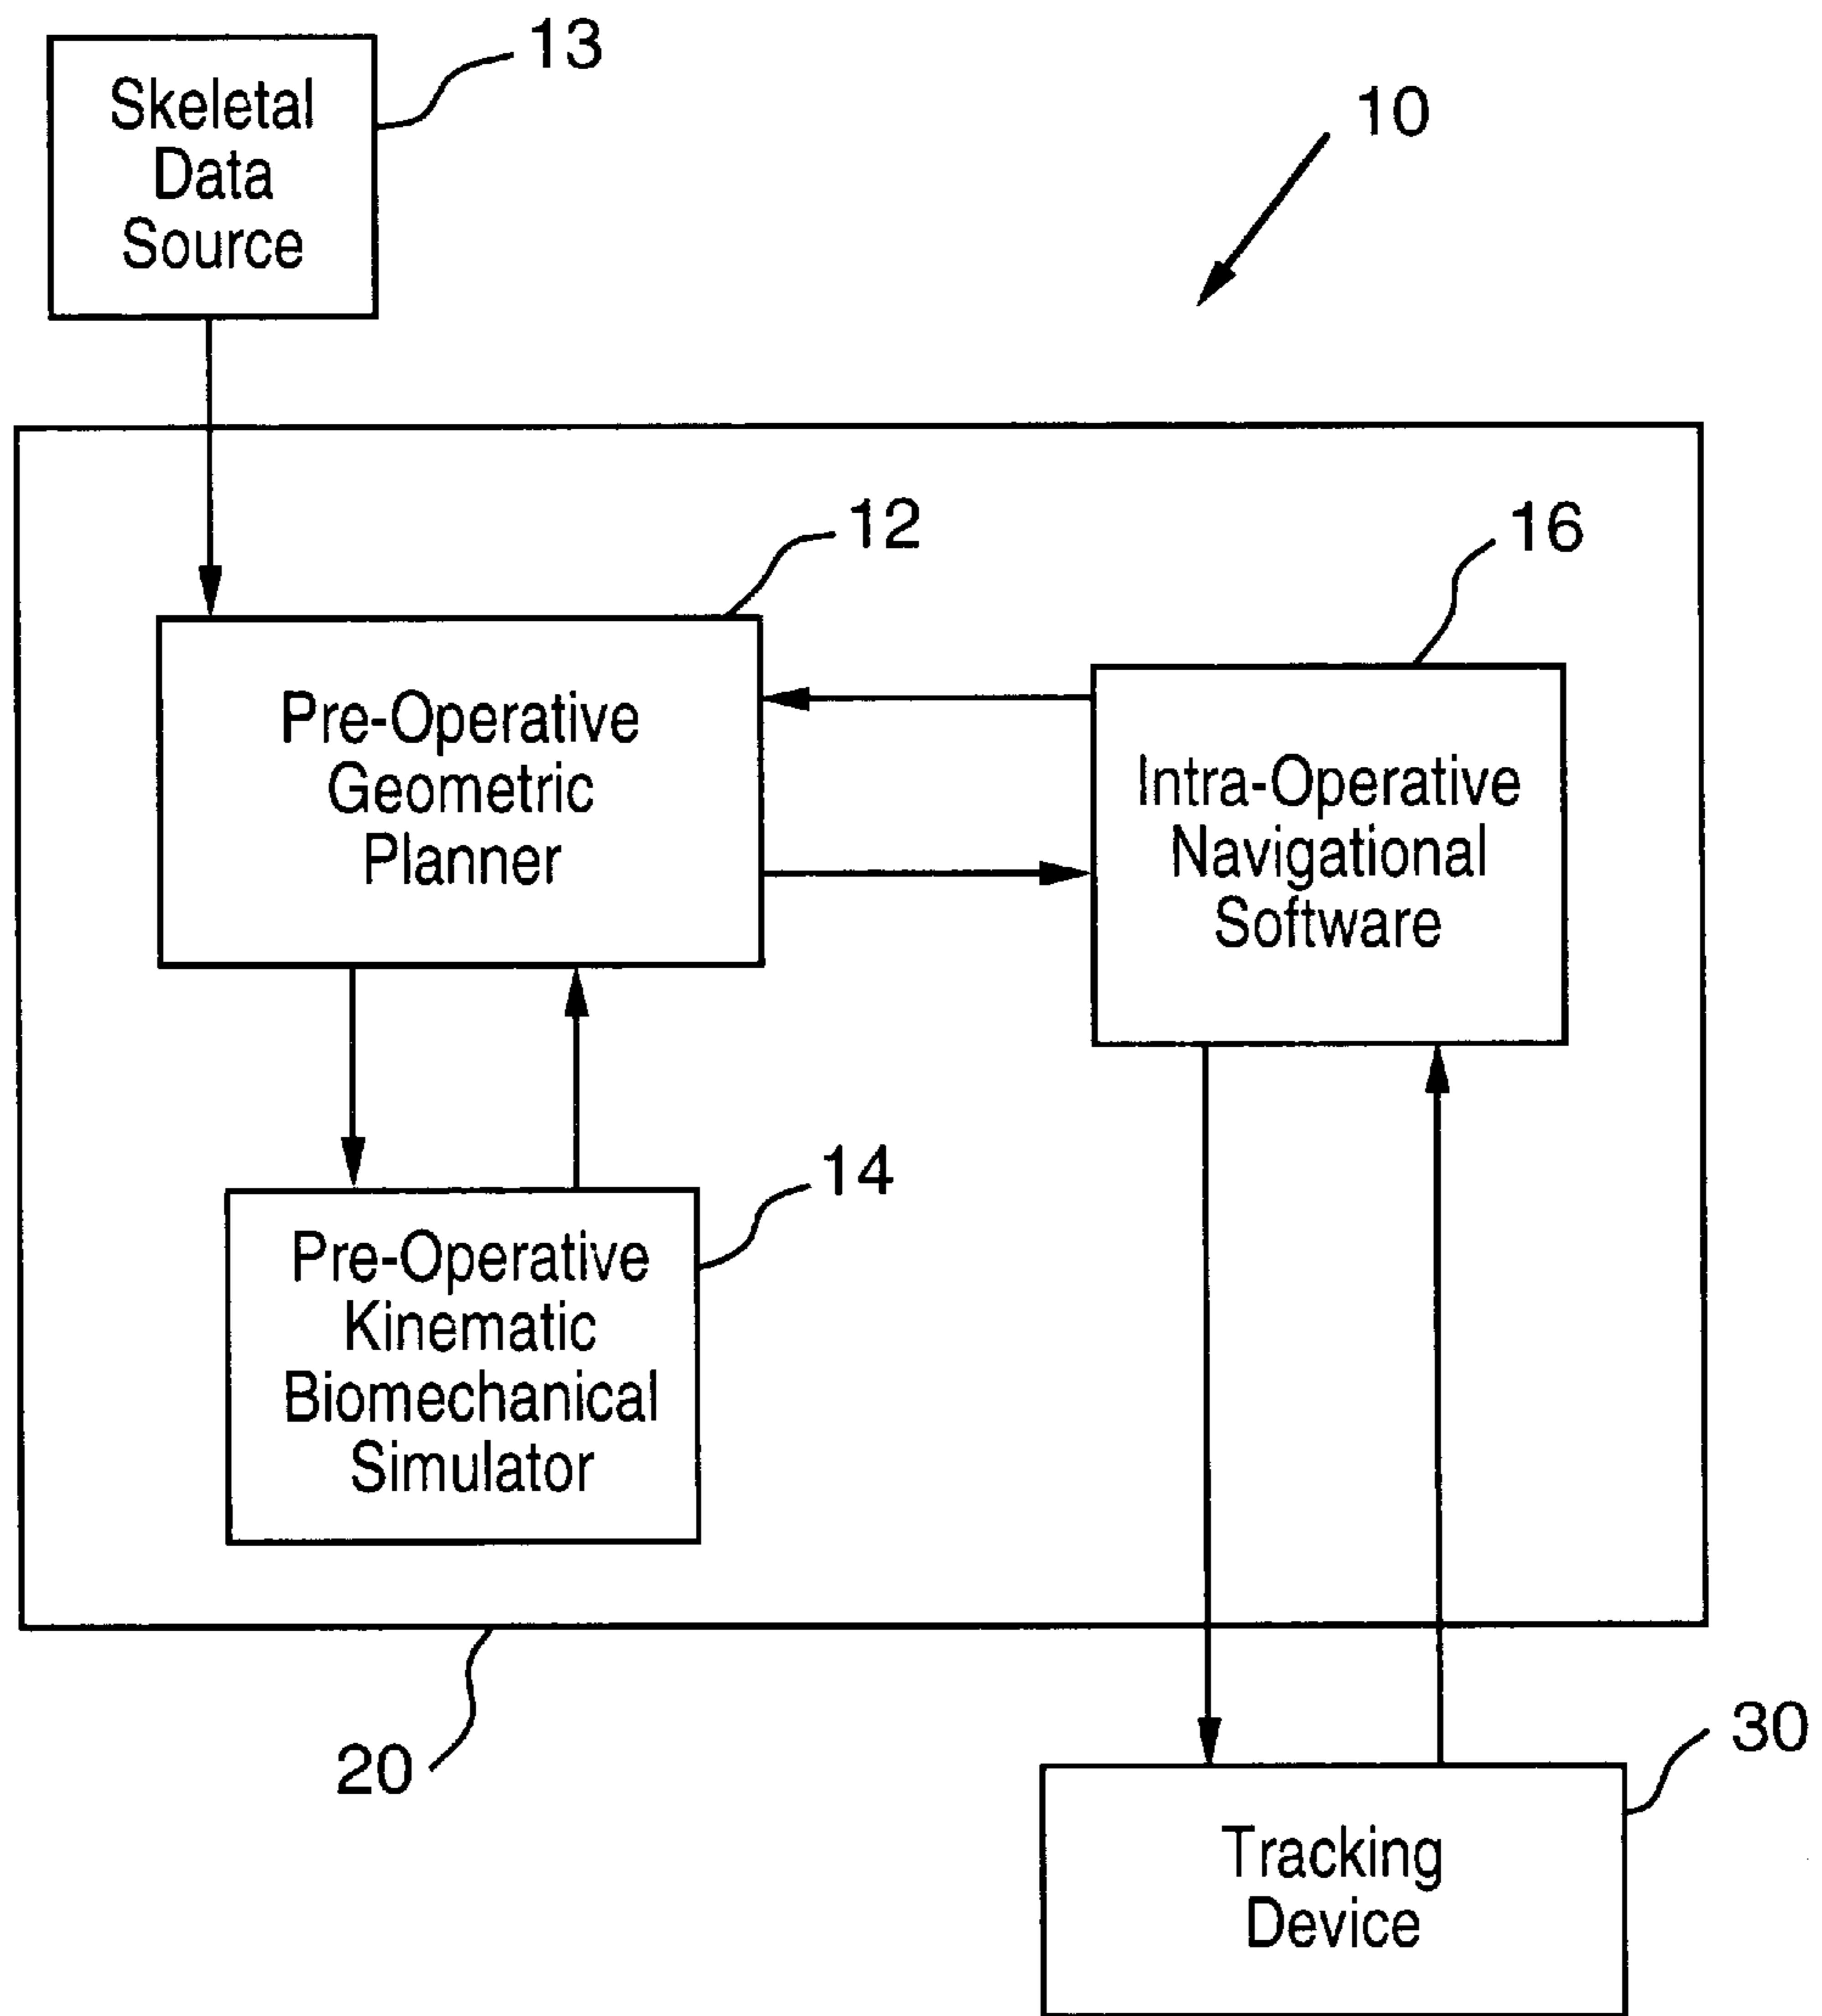 13
Skeletal
Data
Source
10
12
16
Pre-Operative
Geometric
Planner
Intra-Operative
Navigational
Software
14
Pre-Operative
Kinematic
Biomechanical
Simulator
20
30
Tracking
Device